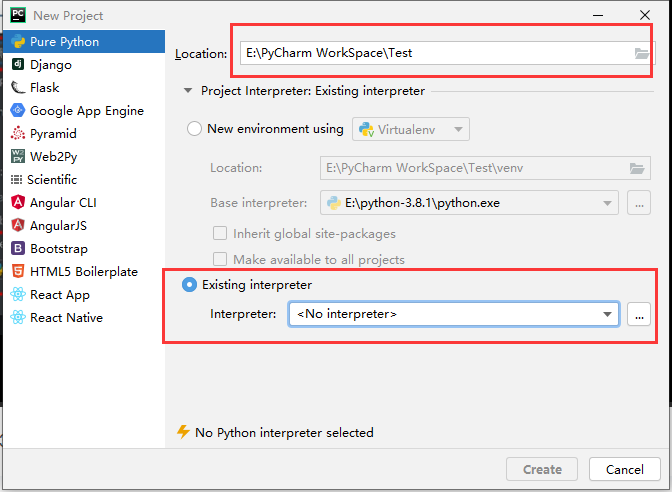 PC New Project
Pure Python
dj Django
Flask
Google App Engine
Pyramid
Web2Py
Scientific
Angular CLI
AngularJS
B Bootstrap
5 HTML5 Boilerplate
React App
React Native
Location: E:\PyCharm WorkSpace\Test
Project Interpreter: Existing interpreter
New environment using Virtualenv
Location: E:\PyCharm WorkSpace\Test\venv
Base interpreter: E:\python-3.8.1\python.exe ...
Inherit global site-packages
Make available to all projects
Existing interpreter
Interpreter: <No interpreter> ...
No Python interpreter selected
Create Cancel